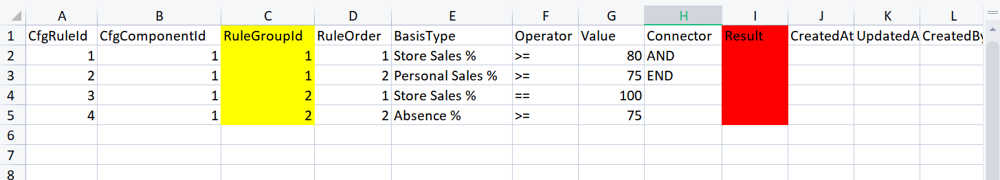 A B C D E F G H I J K L
1 CfgRuleId CfgComponentId RuleGroupId RuleOrder BasisType Operator Value Connector Result CreatedAt UpdatedA CreatedBy
2 1 1 1 1 Store Sales % >= 80 AND
3 2 1 1 2 Personal Sales % >= 75 END
4 3 1 2 1 Store Sales % == 100
5 4 1 2 2 Absence % >= 75
6
7
8